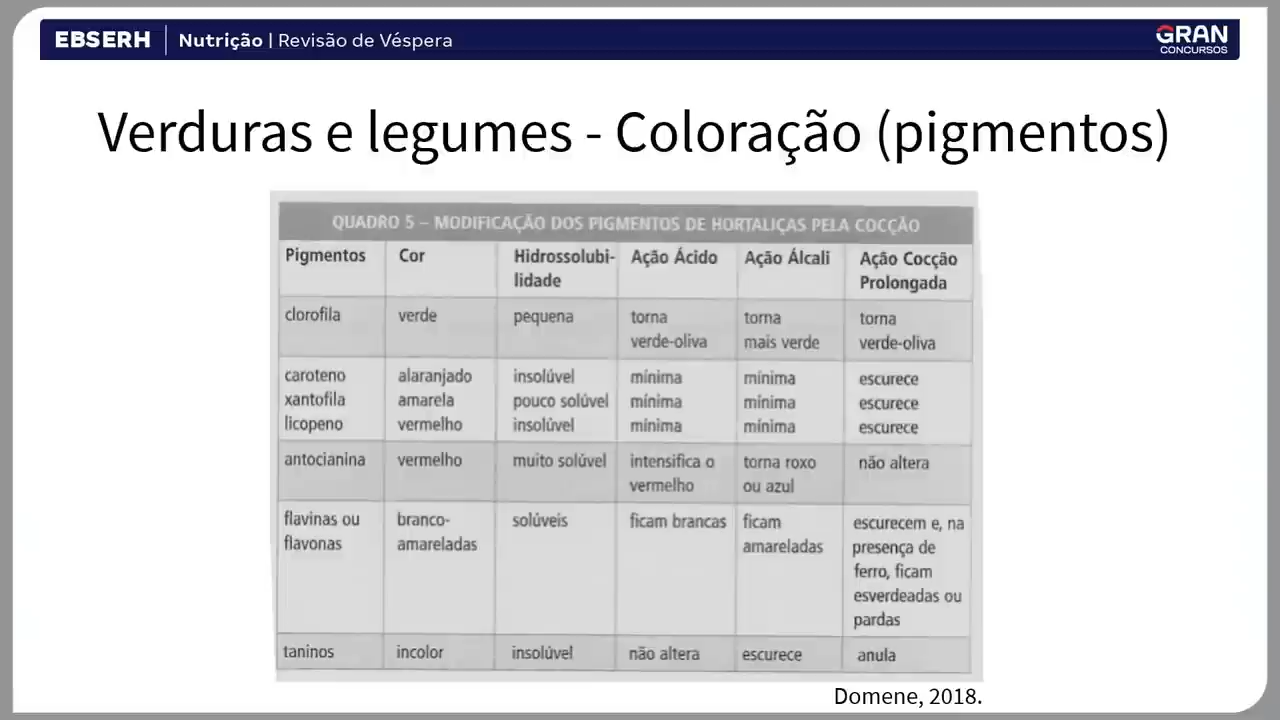 EBSERH | Nutrição | Revisão de Véspera
GRAN
CONCURSOS
Verduras e legumes - Coloração (pigmentos)
QUADRO 5 – MODIFICAÇÃO DOS PIGMENTOS DE HORTALIÇAS PELA COCÇÃO
Pigmentos Cor Hidrossolubi- Ação Ácido Ação Álcali Ação Cocção
lidade Prolongada
clorofila verde pequena torna torna torna
verde-oliva mais verde verde-oliva
caroteno alaranjado insolúvel mínima mínima escurece
xantofila amarela pouco solúvel mínima mínima escurece
licopeno vermelho insolúvel mínima mínima escurece
antocianina vermelho muito solúvel intensifica o torna roxo não altera
vermelho ou azul
flavinas ou branco- solúveis ficam brancas ficam escurecem e, na
flavonas amareladas amareladas presença de
ferro, ficam
esverdeadas ou
pardas
taninos incolor insolúvel não altera escurece anula
Domene, 2018.